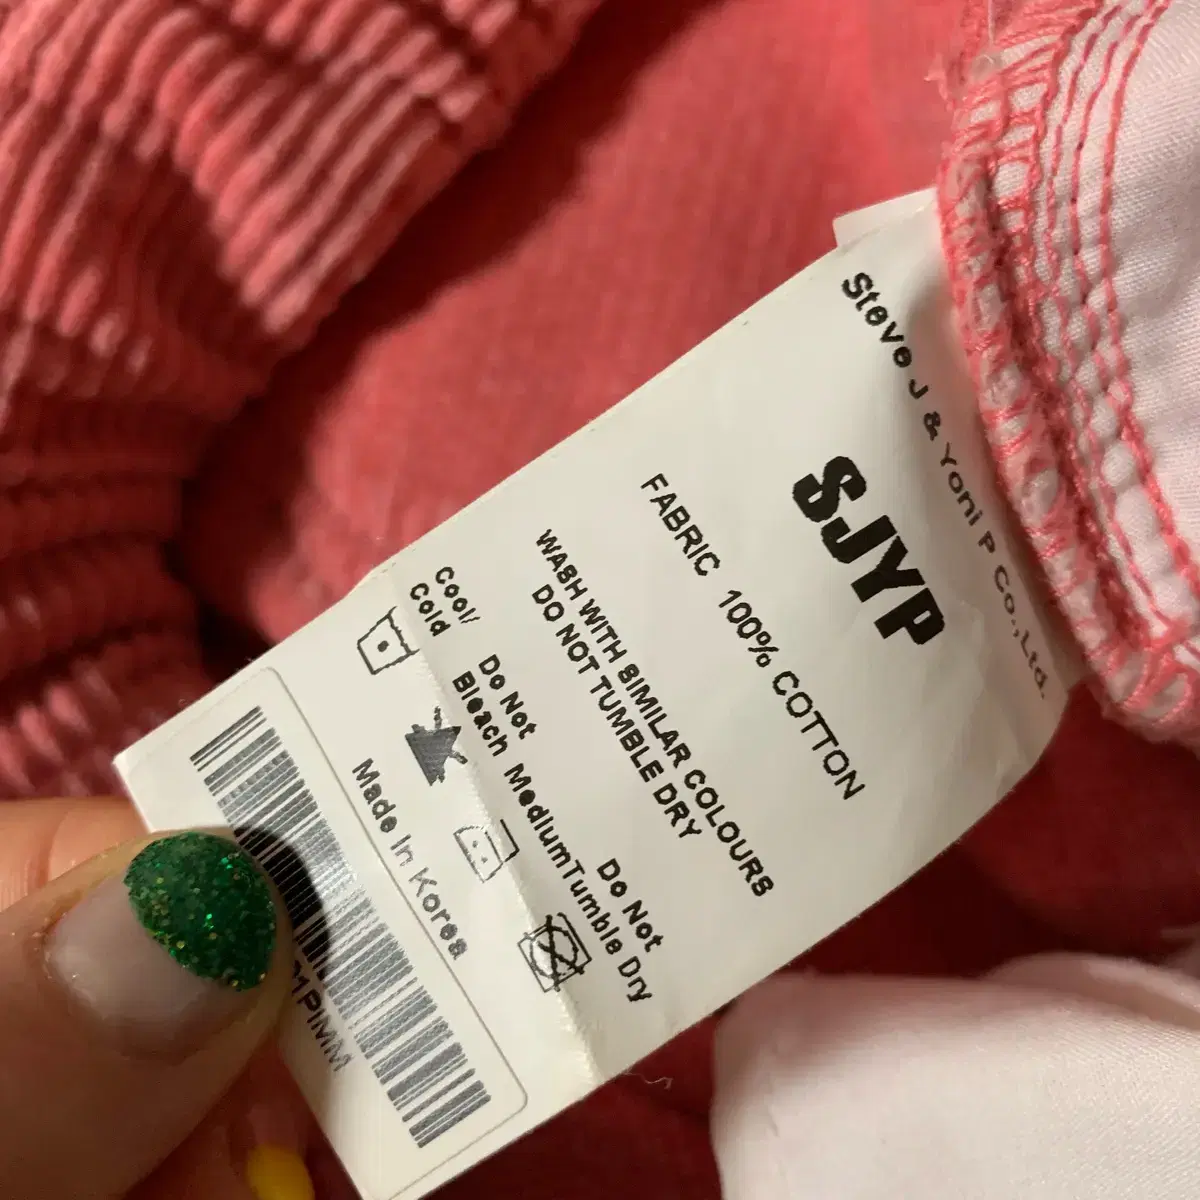 Steve J & Yoni P Co.,Ltd.
SJYP
FABRIC 100% COTTON
WASH WITH SIMILAR COLOURS
DO NOT TUMBLE DRY
Cool/
Cold
Do Not
Bleach
Medium
Do Not
Tumble Dry
Made In Korea
1PIMM